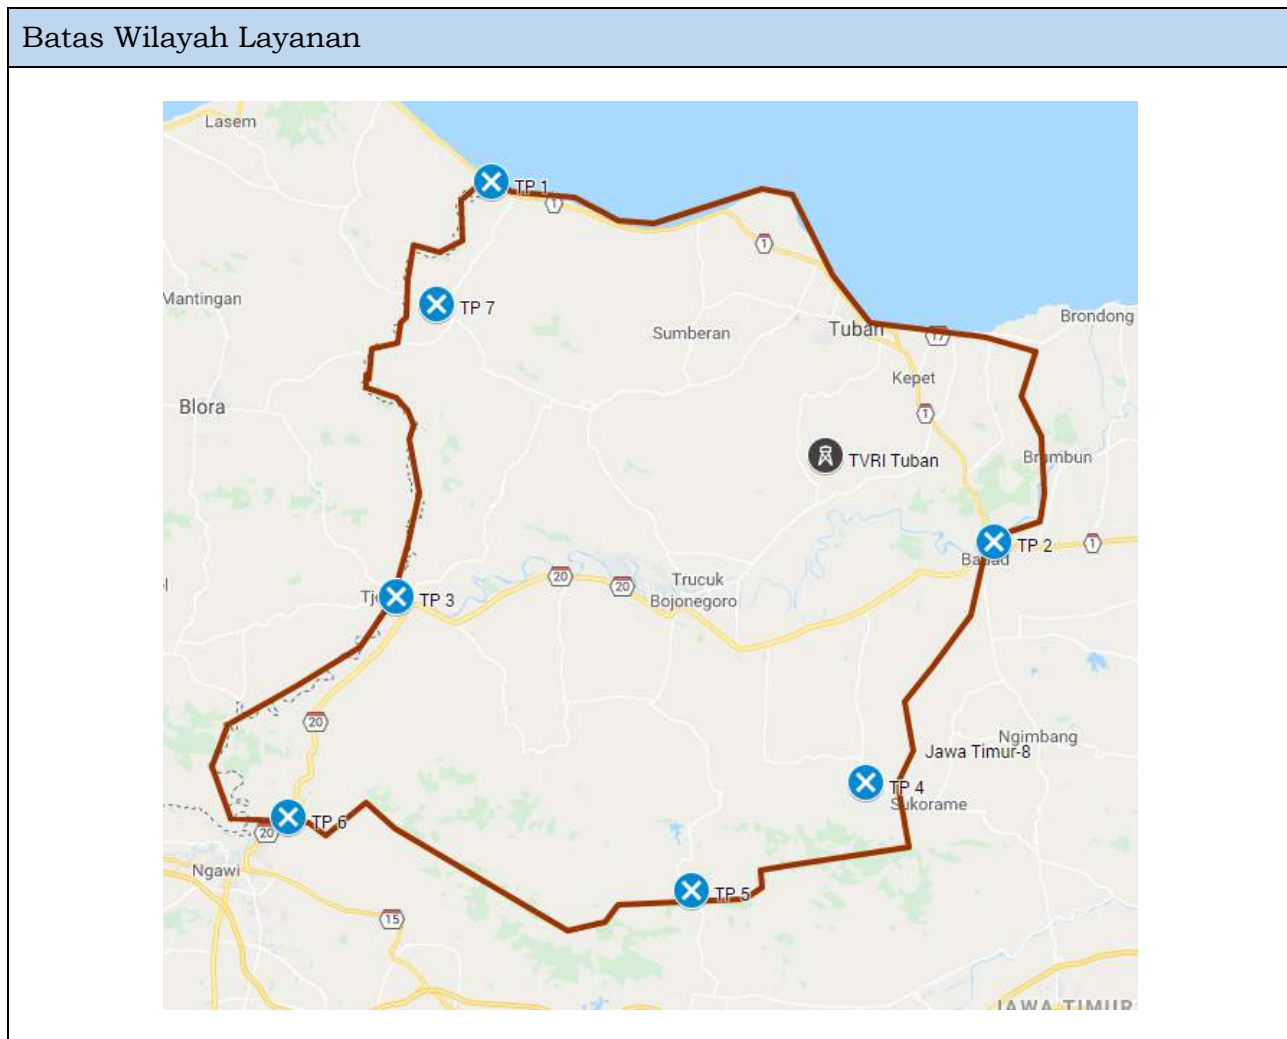 Batas Wilayah Layanan
Lasem
TP 1
1
1
Mantingan
TP 7
Sumberan
Tuban
17
Brondong
Kepet
Blora
1
TVRI Tuban
Brumbun
TP 2
1
20
20
Trucuk
Bojonegoro
TP 3
20
Ngimbang
Jawa Timur-8
TP 4
Sukorame
TP 6
20
Ngawi
TP 5
15
JAWA TIMUR